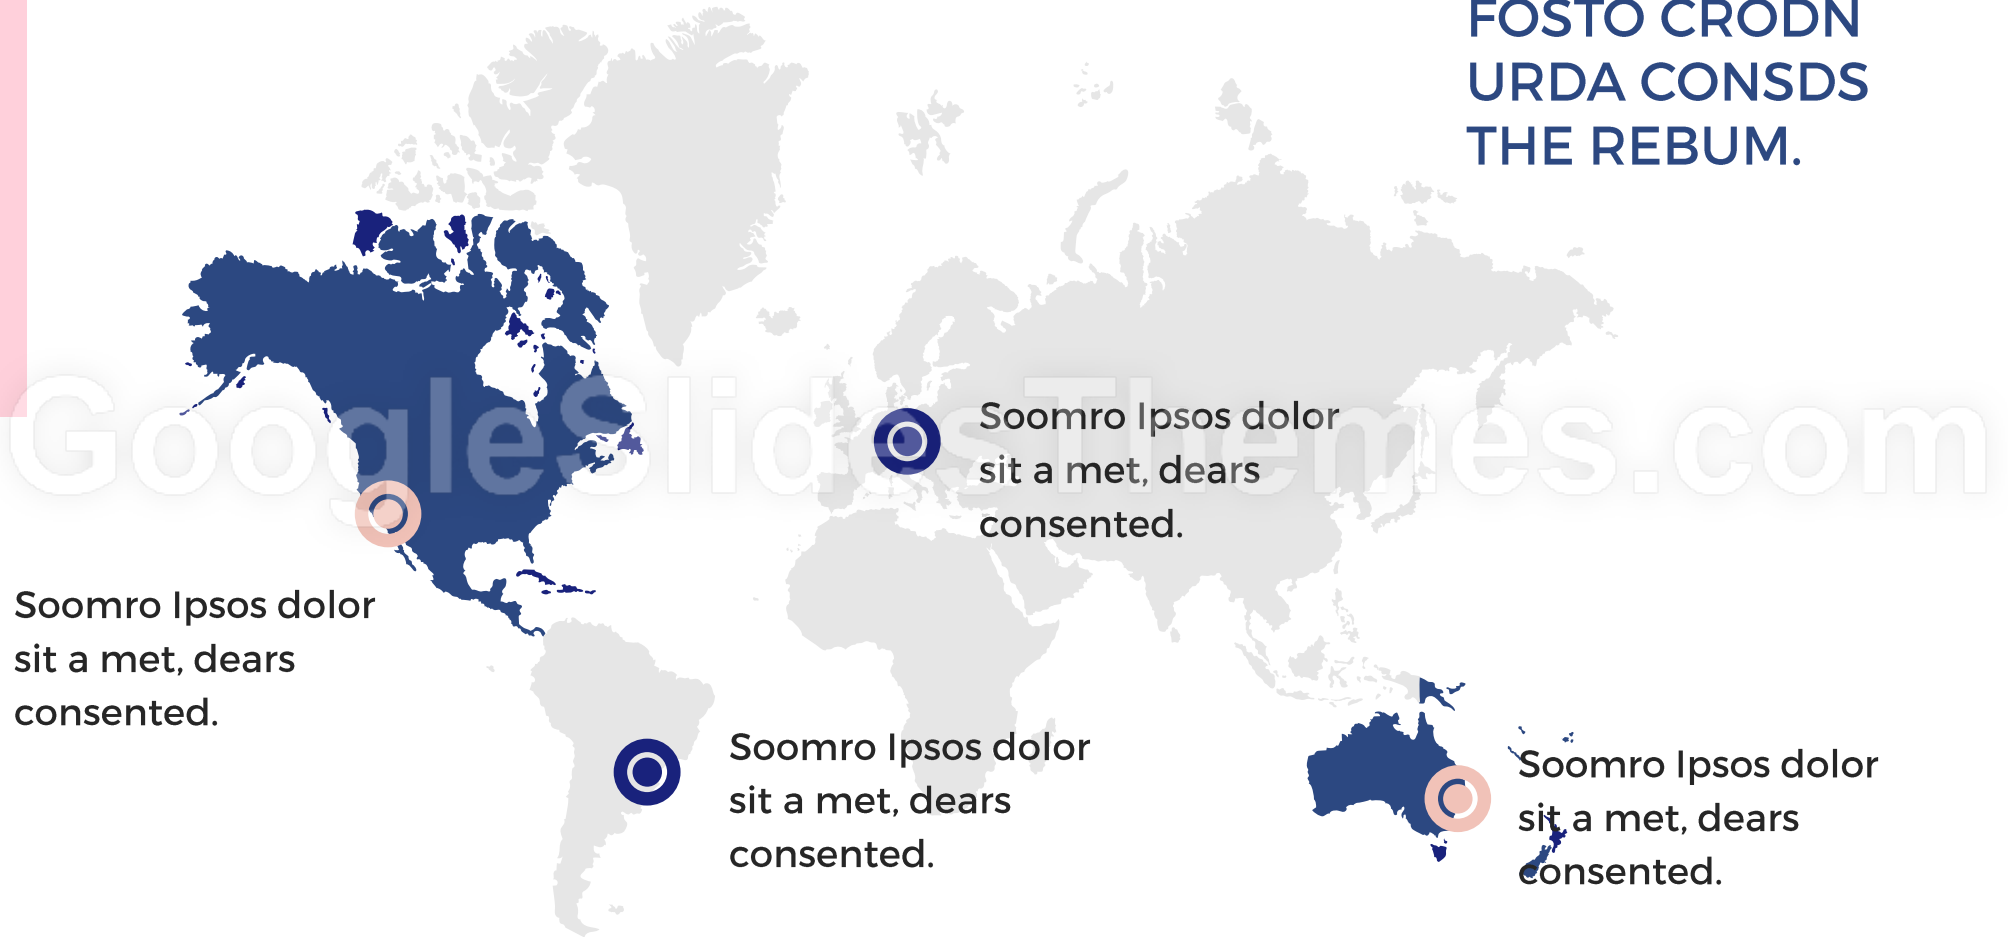 FOSTO CRODN
URDA CONSDS
THE REBUM.
GoogleSlidesThemes.com
Soomro Ipsos dolor
sit a met, dears
consented.
Soomro Ipsos dolor
sit a met, dears
consented.
Soomro Ipsos dolor
sit a met, dears
consented.
Soomro Ipsos dolor
sit a met, dears
consented.